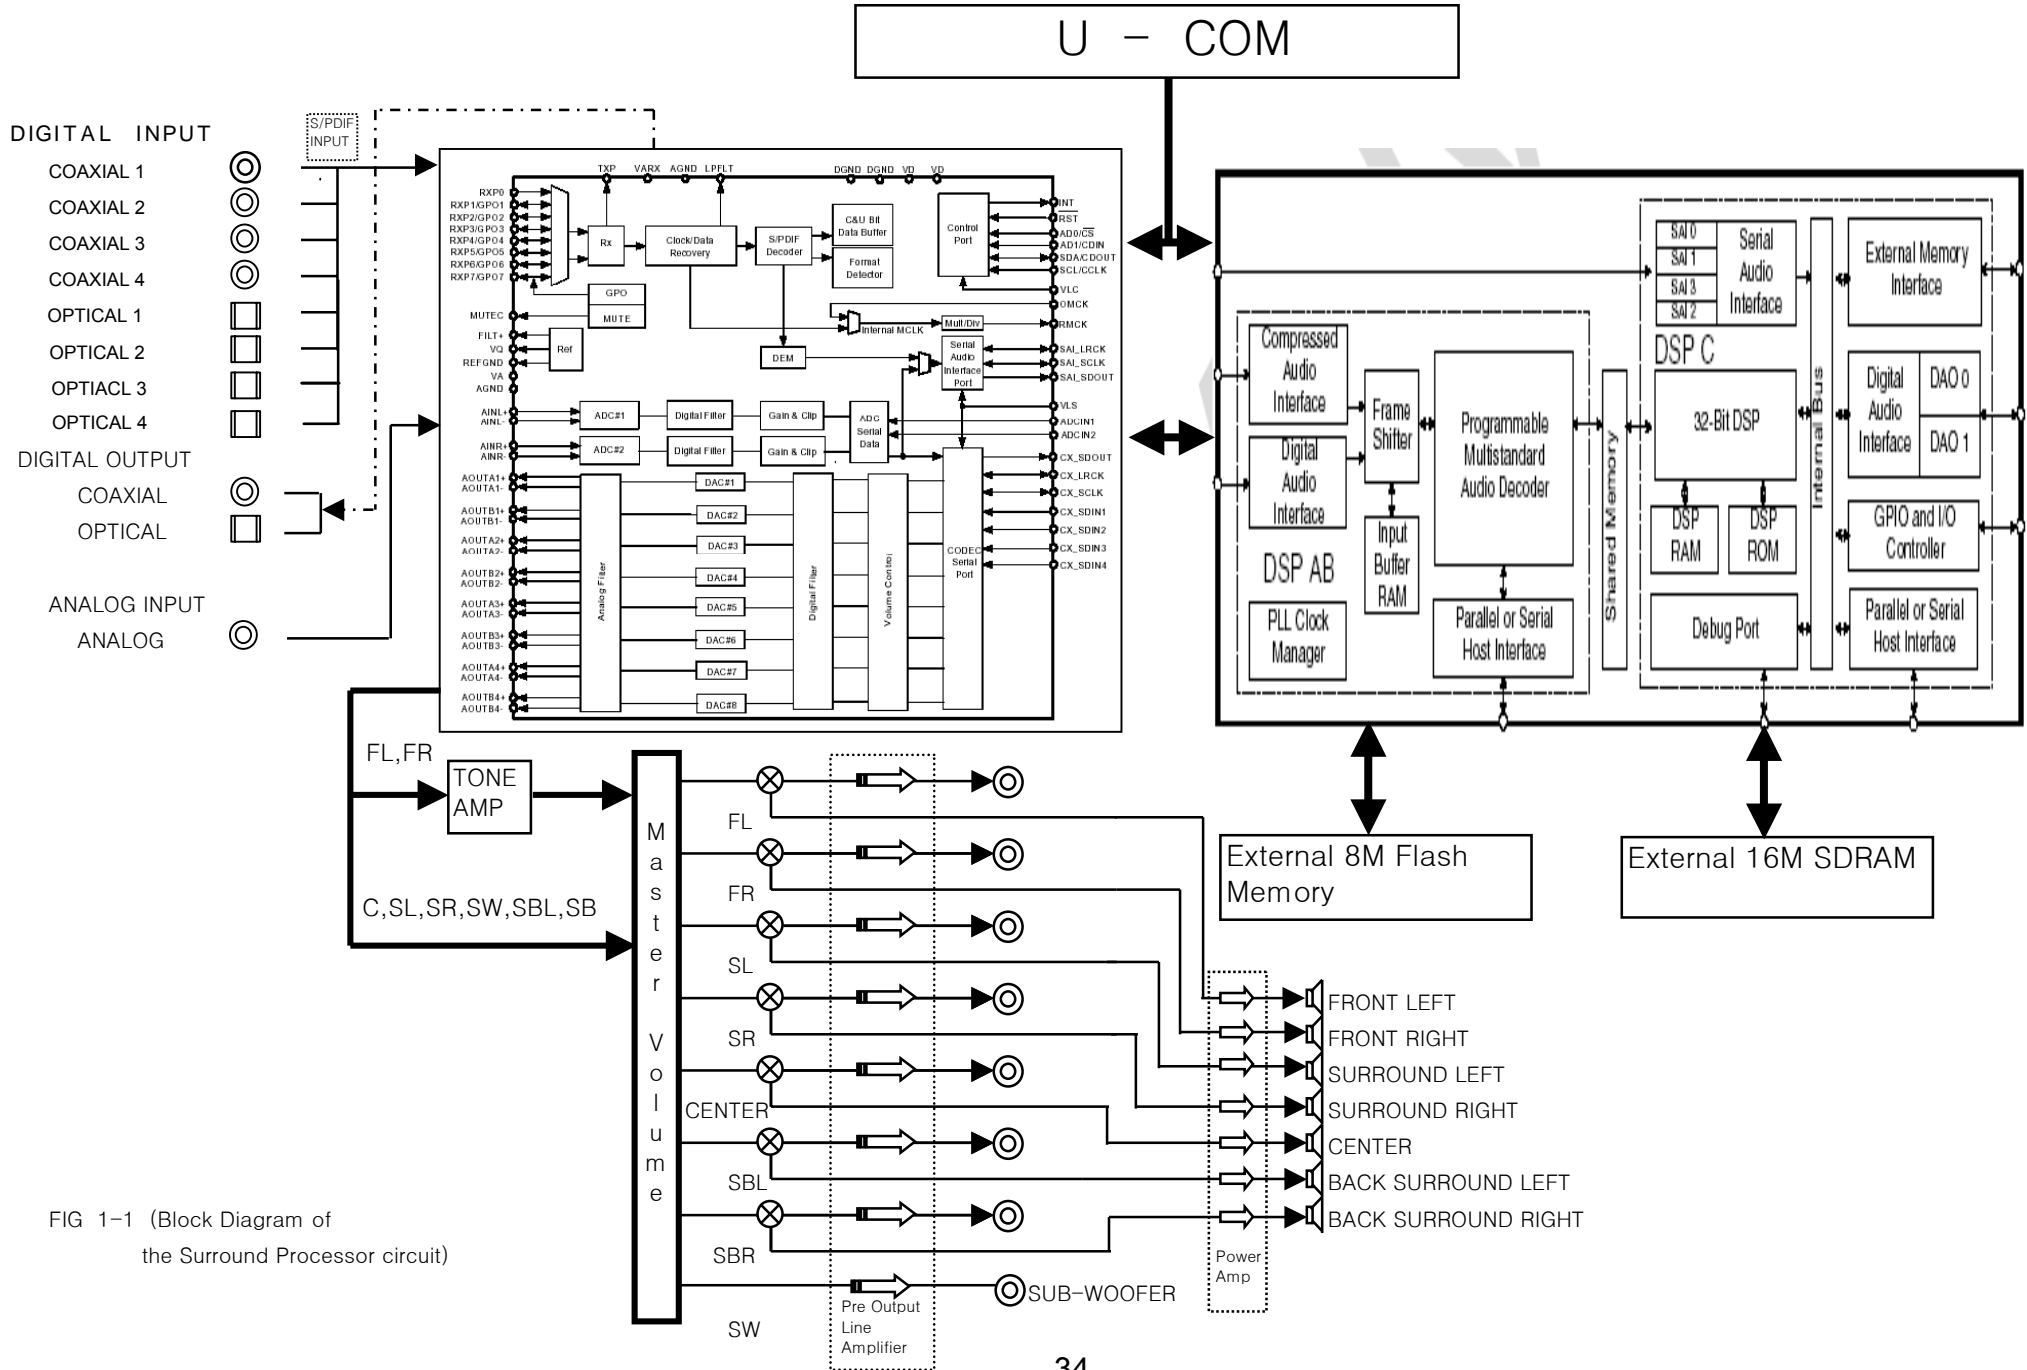 U - COM
DIGITAL INPUT
S/PDIF
INPUT
COAXIAL 1
COAXIAL 2
COAXIAL 3
COAXIAL 4
OPTICAL 1
OPTICAL 2
OPTIACL 3
OPTICAL 4
DIGITAL OUTPUT
COAXIAL
OPTICAL
ANALOG INPUT
ANALOG
TXP
VARX
AGND
LPFLT
DGND
DGND
VD
VD
RXP0
RXP1/GPO1
RXP2/GPO2
RXP3/GPO3
RXP4/GPO4
RXP5/GPO5
RXP6/GPO6
RXP7/GPO7
MUTEC
FILT+
VQ
REFGND
VA
AGND
AINL+
AINL-
AINR+
AINR-
AOUTA1+
AOUTA1-
AOUTB1+
AOUTB1-
AOUTA2+
AOUTA2-
AOUTB2+
AOUTB2-
AOUTA3+
AOUTA3-
AOUTB3+
AOUTB3-
AOUTA4+
AOUTA4-
AOUTB4+
AOUTB4-
Rx
Clock/Data
Recovery
S/PDIF
Decoder
C&U Bit
Data Buffer
Format
Detector
Control
Port
GPO
MUTE
Ref
Internal MCLK
Mult/Div
DEM
Serial
Audio
Interface
Port
ADC#1
Digital Filter
Gain & Clip
ADC
Serial
Data
ADC#2
Digital Filter
Gain & Clip
Analog Filter
DAC#1
DAC#2
DAC#3
DAC#4
DAC#5
DAC#6
DAC#7
DAC#8
Digital Filter
Volume Control
CODEC
Serial
Port
INT
RST
AD0/CS
AD1/CDIN
SDA/CDOUT
SCL/CCLK
VLC
OMCK
RMCK
SAI_LRCK
SAI_SCLK
SAI_SDOUT
VLS
ADCIN1
ADCIN2
CX_SDOUT
CX_LRCK
CX_SCLK
CX_SDIN1
CX_SDIN2
CX_SDIN3
CX_SDIN4
Compressed
Audio
Interface
Digital
Audio
Interface
DSP AB
PLL Clock
Manager
Frame
Shifter
Input
Buffer
RAM
Programmable
Multistandard
Audio Decoder
Parallel or Serial
Host Interface
Shared Memory
SAI 0
SAI 1
SAI 3
SAI 2
Serial
Audio
Interface
DSP C
32-Bit DSP
DSP
RAM
DSP
ROM
Debug Port
Internal Bus
External Memory
Interface
Digital
Audio
Interface
DAO 0
DAO 1
GPIO and I/O
Controller
Parallel or Serial
Host Interface
External 8M Flash
Memory
External 16M SDRAM
FL,FR
TONE
AMP
C,SL,SR,SW,SBL,SB
Master Volume
FL
FR
SL
SR
CENTER
SBL
SBR
SW
Pre Output
Line
Amplifier
SUB-WOOFER
Power
Amp
FRONT LEFT
FRONT RIGHT
SURROUND LEFT
SURROUND RIGHT
CENTER
BACK SURROUND LEFT
BACK SURROUND RIGHT
FIG 1-1 (Block Diagram of
the Surround Processor circuit)
34